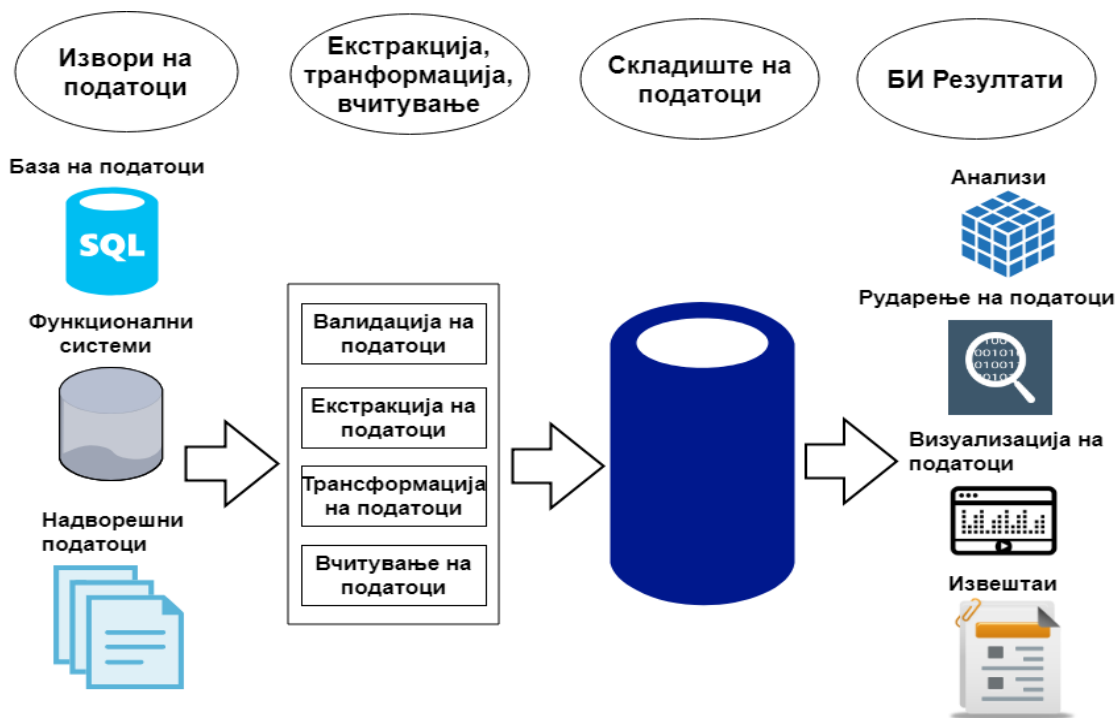 Извори на
податоци
Екстракција,
транформација,
вчитување
Складиште на
податоци
БИ Резултати
База на податоци
SQL
Функционални
системи
Надворешни
податоци
Валидација на
податоци
Екстракција на
податоци
Трансформација
на податоци
Вчитување на
податоци
Анализи
Рударење на податоци
Визуализација на
податоци
Извештаи